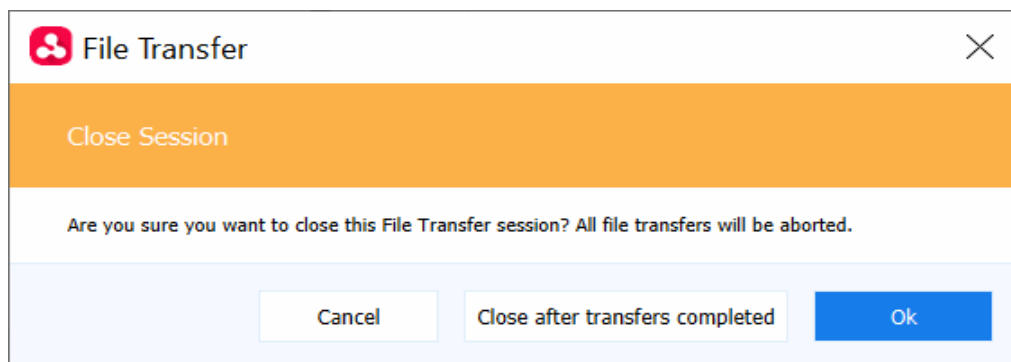 File Transfer
Close Session
Are you sure you want to close this File Transfer session? All file transfers will be aborted.
Cancel
Close after transfers completed
Ok